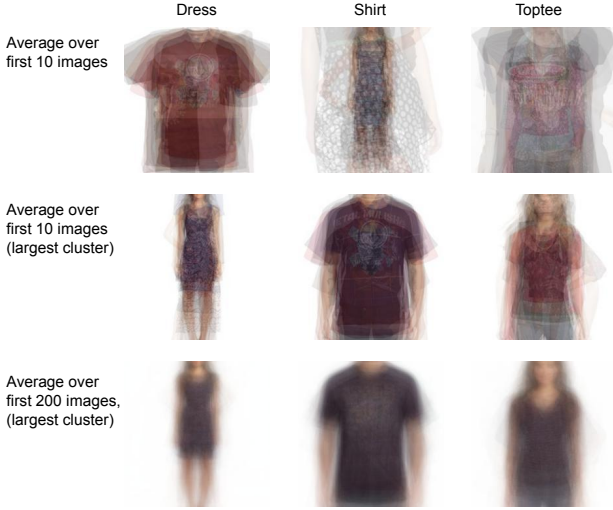 Dress Shirt Toptee
Average over
first 10 images
Average over
first 10 images
(largest cluster)
Average over
first 200 images,
(largest cluster)